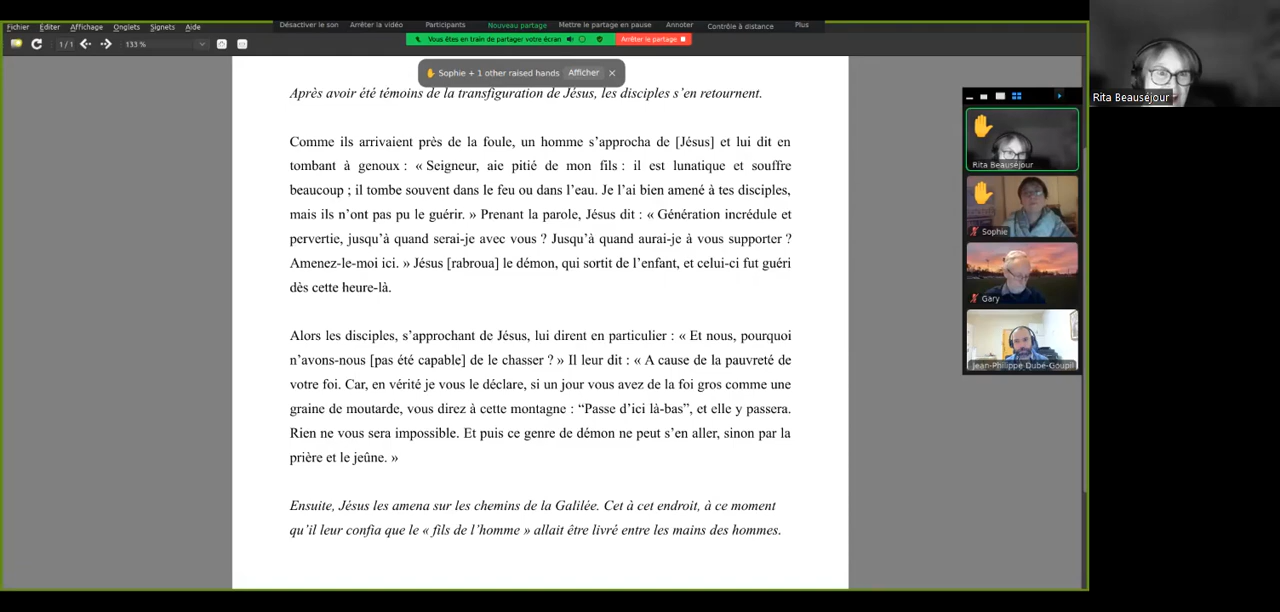 Désactiver le son Arrêter la vidéo Participants Nouveau partage Mettre le partage en pause Annoter Contrôle à distance Plus
Fichier Éditer Affichage Onglets Signets Aide
Vous êtes en train de partager votre écran Arrêter le partage
1 / 1 133 %
Sophie + 1 other raised hands Afficher
Après avoir été témoins de la transfiguration de Jésus, les disciples s’en retournent.
Comme ils arrivaient près de la foule, un homme s’approcha de [Jésus] et lui dit en
tombant à genoux : « Seigneur, aie pitié de mon fils : il est lunatique et souffre
beaucoup ; il tombe souvent dans le feu ou dans l’eau. Je l’ai bien amené à tes disciples,
mais ils n’ont pas pu le guérir. » Prenant la parole, Jésus dit : « Génération incrédule et
pervertie, jusqu’à quand serai-je avec vous ? Jusqu’à quand aurai-je à vous supporter ?
Amenez-le-moi ici. » Jésus [rabroua] le démon, qui sortit de l’enfant, et celui-ci fut guéri
dès cette heure-là.
Alors les disciples, s’approchant de Jésus, lui dirent en particulier : « Et nous, pourquoi
n’avons-nous [pas été capable] de le chasser ? » Il leur dit : « A cause de la pauvreté de
votre foi. Car, en vérité je vous le déclare, si un jour vous avez de la foi gros comme une
graine de moutarde, vous direz à cette montagne : “Passe d’ici là-bas”, et elle y passera.
Rien ne vous sera impossible. Et puis ce genre de démon ne peut s’en aller, sinon par la
prière et le jeûne. »
Ensuite, Jésus les amena sur les chemins de la Galilée. Cet à cet endroit, à ce moment
qu’il leur confia que le « fils de l’homme » allait être livré entre les mains des hommes.
Rita Beauséjour
Sophie
Gary
Jean-Philippe Dubé-Goupil
Rita Beauséjour